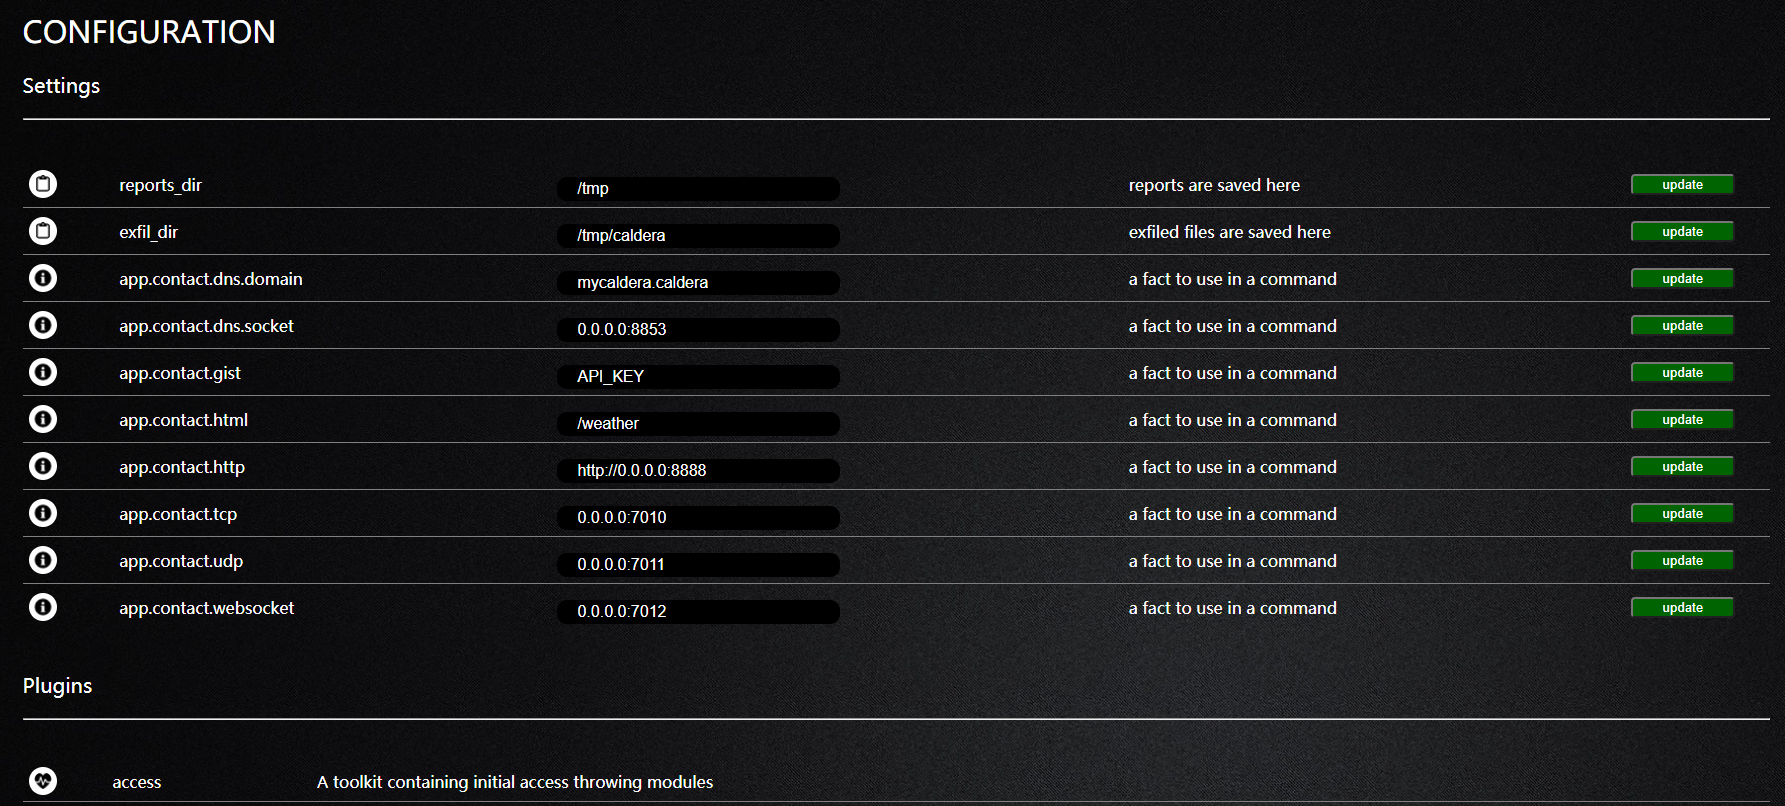 CONFIGURATION
Settings
reports_dir /tmp reports are saved here update
exfil_dir /tmp/caldera exfiled files are saved here update
app.contact.dns.domain mycaldera.caldera a fact to use in a command update
app.contact.dns.socket 0.0.0.0:8853 a fact to use in a command update
app.contact.gist API_KEY a fact to use in a command update
app.contact.html /weather a fact to use in a command update
app.contact.http http://0.0.0.0:8888 a fact to use in a command update
app.contact.tcp 0.0.0.0:7010 a fact to use in a command update
app.contact.udp 0.0.0.0:7011 a fact to use in a command update
app.contact.websocket 0.0.0.0:7012 a fact to use in a command update
Plugins
access A toolkit containing initial access throwing modules